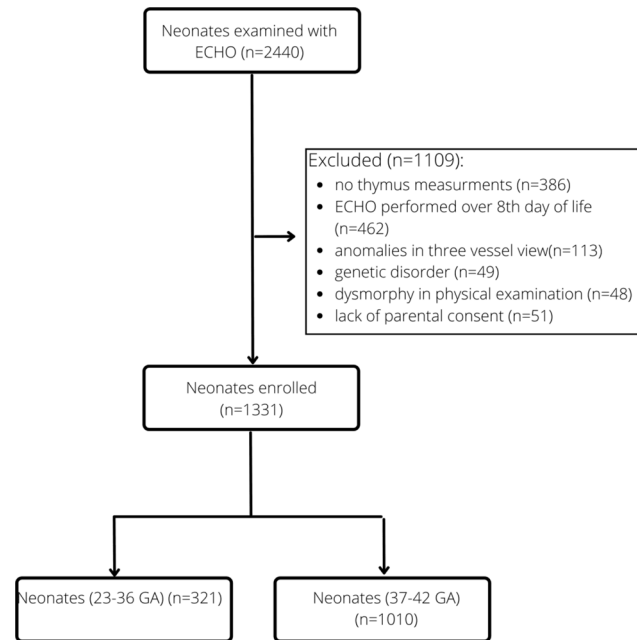 Neonates examined with
ECHO (n=2440)
Excluded (n=1109):
• no thymus measurments (n=386)
• ECHO performed over 8th day of life
(n=462)
• anomalies in three vessel view(n=113)
• genetic disorder (n=49)
• dysmorphy in physical examination (n=48)
• lack of parental consent (n=51)
Neonates enrolled
(n=1331)
Neonates (23-36 GA) (n=321)
Neonates (37-42 GA)
(n=1010)